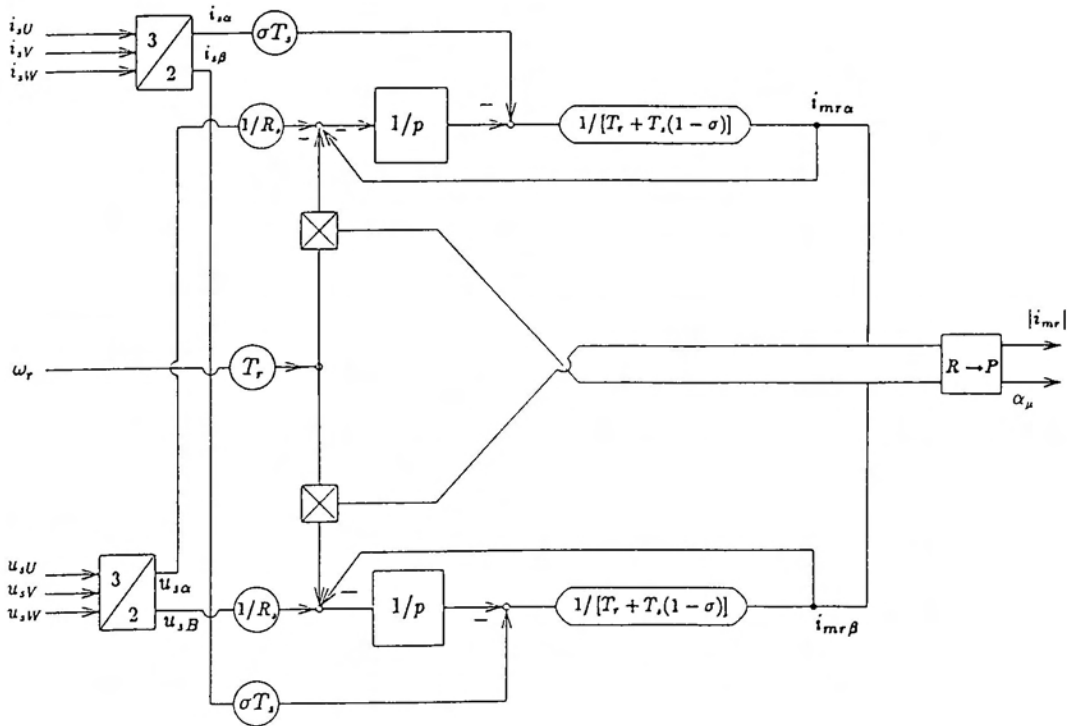 i_sU
i_sV
i_sW
3
2
i_sα
i_sβ
σT_s
1/R_s
−
−
1/p
−
1/[T_r + T_s(1 − σ)]
i_mrα
ω_r
T_r
|i_mr|
R → P
α_μ
u_sU
u_sV
u_sW
3
2
u_sα
u_sB
1/R_s
−
1/p
−
1/[T_r + T_s(1 − σ)]
i_mrβ
σT_s